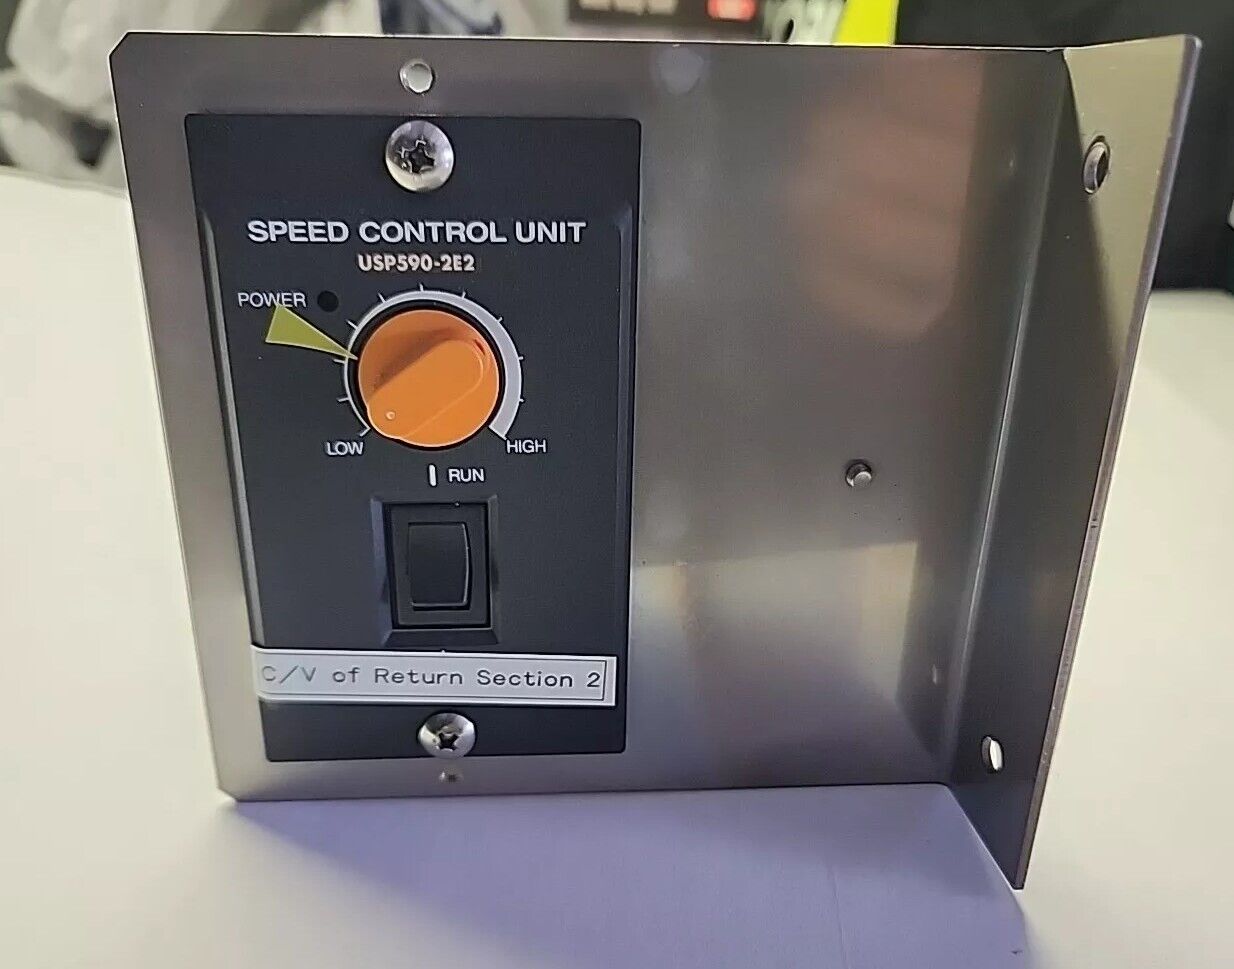 SPEED CONTROL UNIT
USP590-2E2
POWER
LOW
HIGH
RUN
C/V of Return Section 2